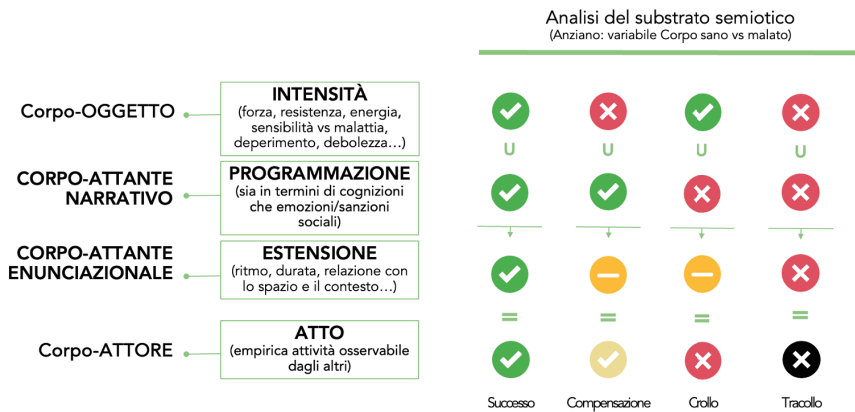 Analisi del substrato semiotico
(Anziano: variabile Corpo sano vs malato)
Corpo-OGGETTO
INTENSITÀ
(forza, resistenza, energia,
sensibilità vs malattia,
deperimento, debolezza…)
U U U U
CORPO-ATTANTE
NARRATIVO
PROGRAMMAZIONE
(sia in termini di cognizioni
che emozioni/sanzioni
sociali)
CORPO-ATTANTE
ENUNCIAZIONALE
ESTENSIONE
(ritmo, durata, relazione con
lo spazio e il contesto…)
= = = =
Corpo-ATTORE
ATTO
(empirica attività osservabile
dagli altri)
Successo Compensazione Crollo Tracollo